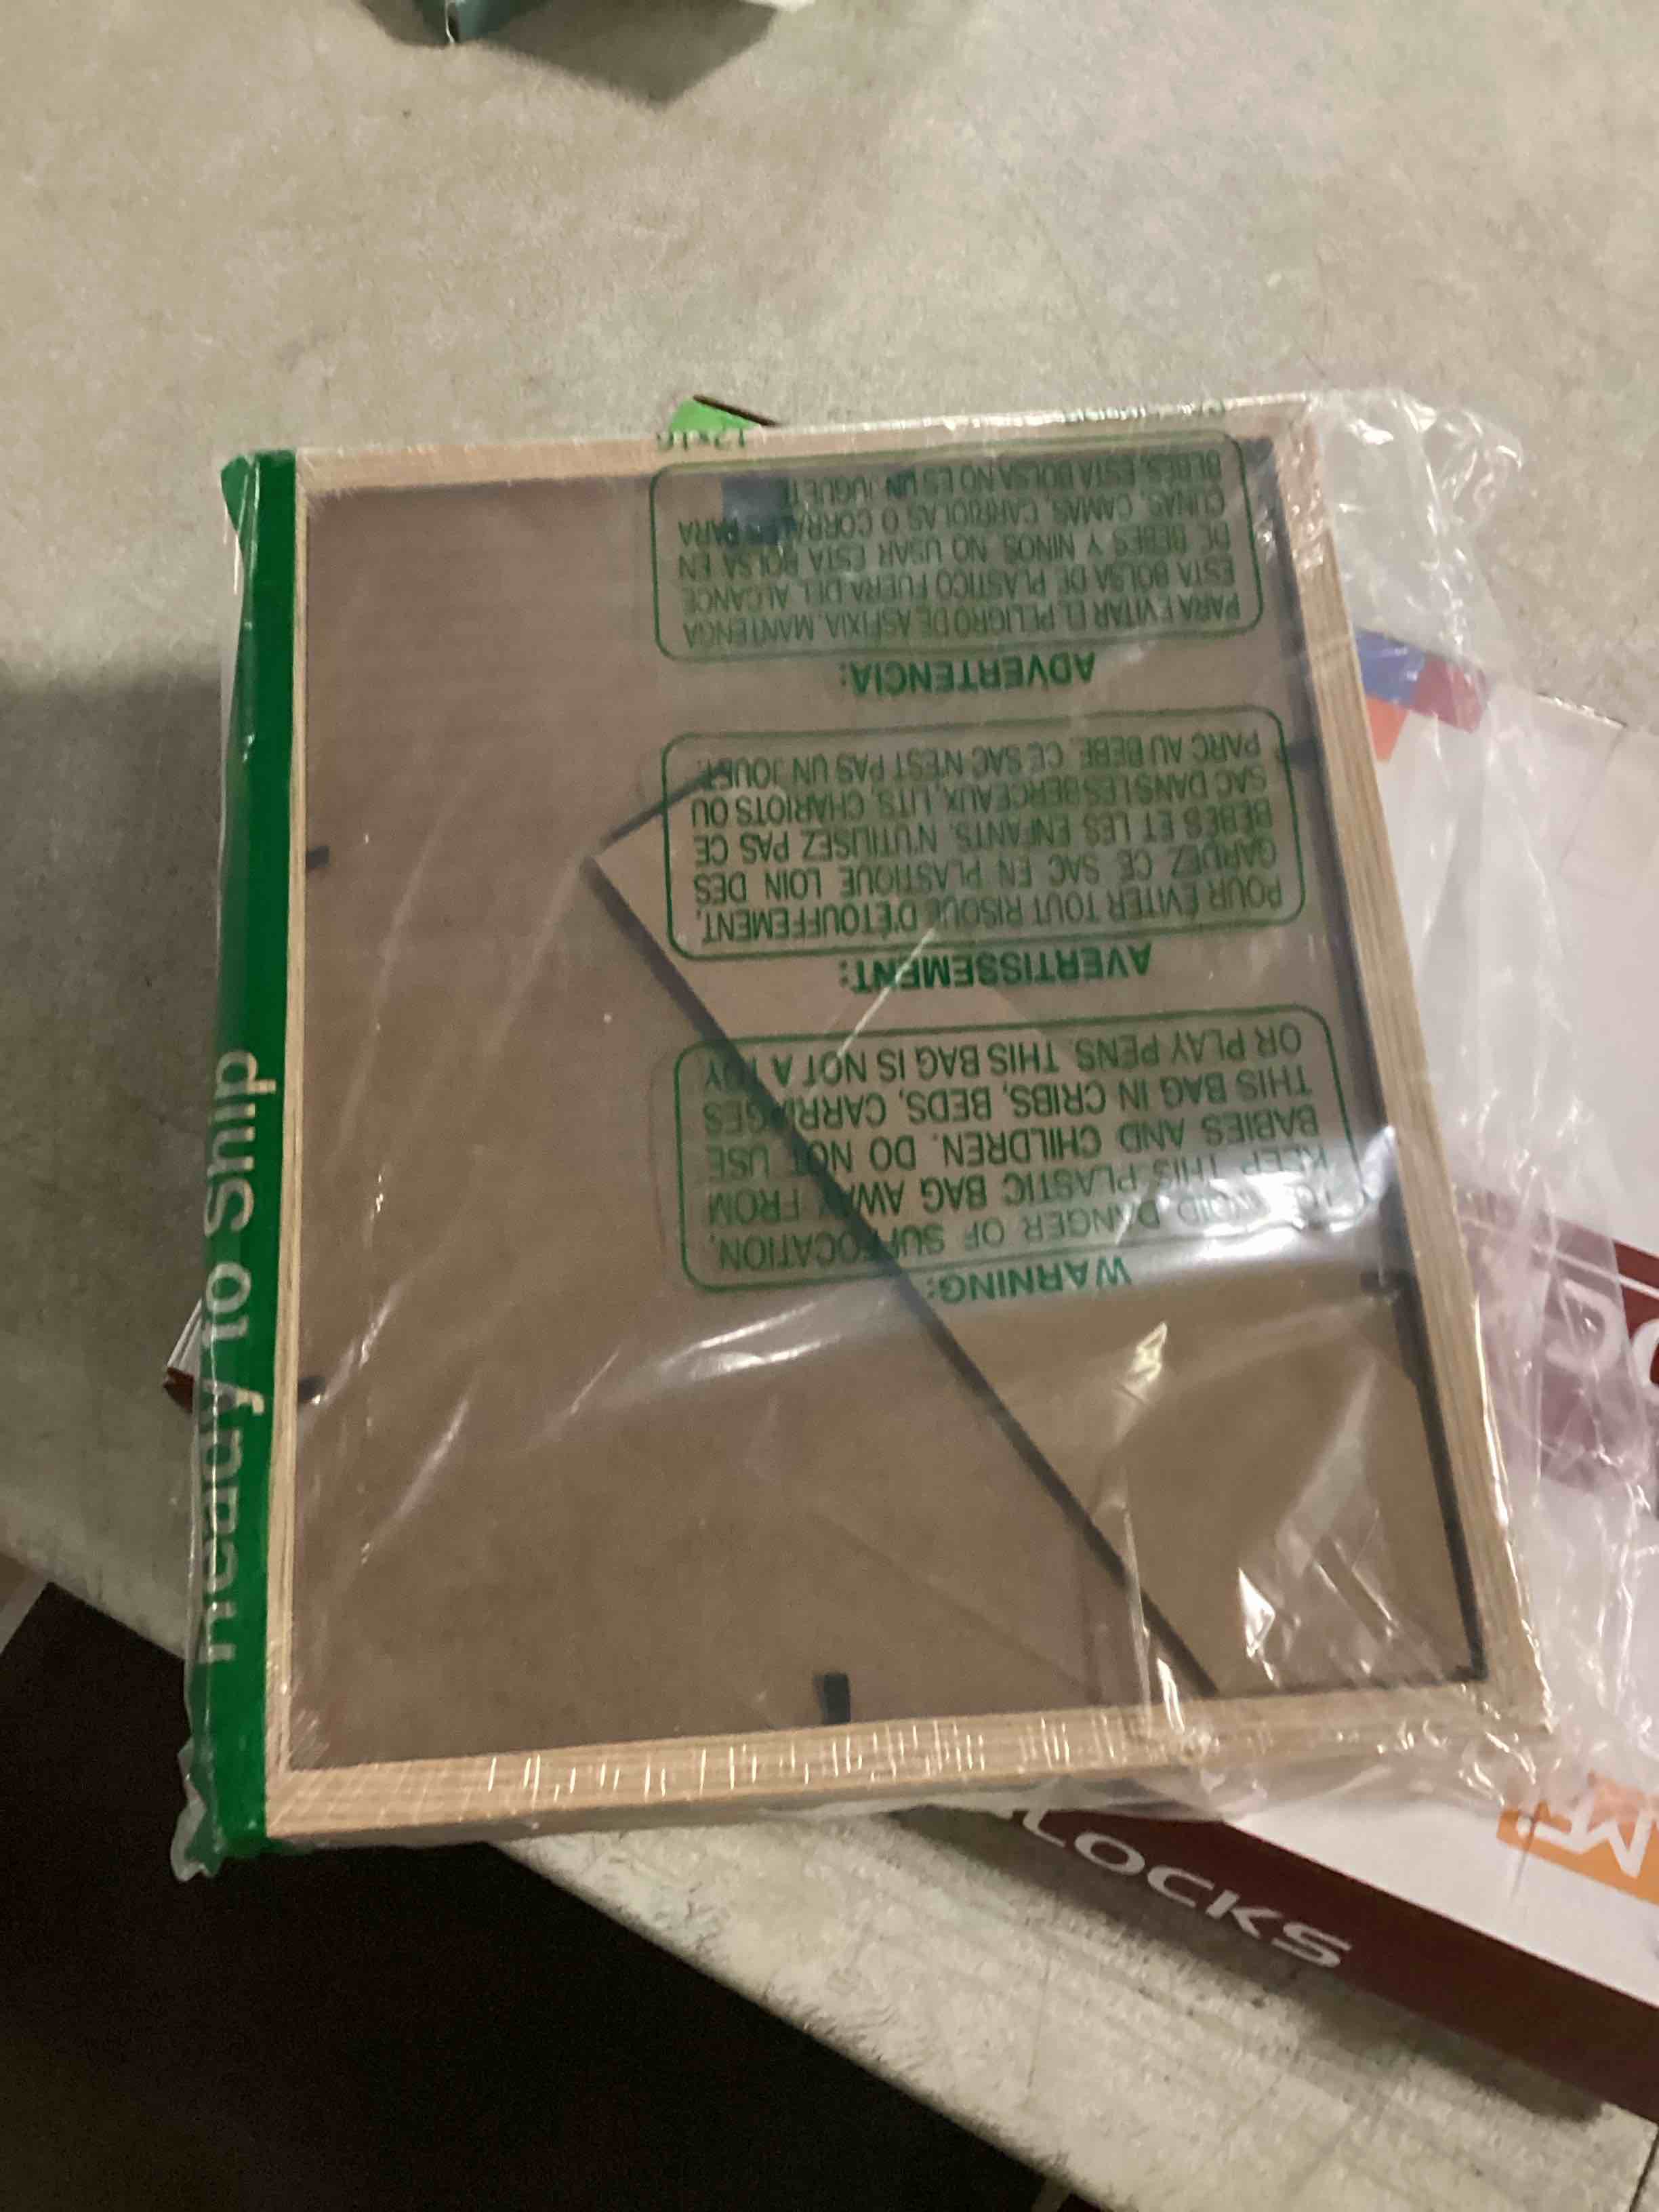 Ready to Ship
WARNING:
TO AVOID DANGER OF SUFFOCATION,
KEEP THIS PLASTIC BAG AWAY FROM
BABIES AND CHILDREN. DO NOT USE
THIS BAG IN CRIBS, BEDS, CARRIAGES
OR PLAY PENS. THIS BAG IS NOT A TOY
AVERTISSEMENT:
POUR ÉVITER TOUT RISQUE D'ÉTOUFFEMENT,
GARDEZ CE SAC EN PLASTIQUE LOIN DES
BEBES ET LES ENFANTS. N'UTILISEZ PAS CE
SAC DANS LES BERCEAUX, LITS, CHARIOTS OU
PARC AU BEBE. CE SAC N'EST PAS UN JOUET.
ADVERTENCIA:
PARA EVITAR EL PELIGRO DE ASFIXIA. MANTENGA
ESTA BOLSA DE PLASTICO FUERA DEL ALCANCE
DE BEBES Y NINOS. NO USAR ESTA BOLSA EN
CUNAS, CAMAS, CARRIOLAS O CORRALES PARA
BEBES, ESTA BOLSA NO ES UN JUGUETE
12x16
LOCKS